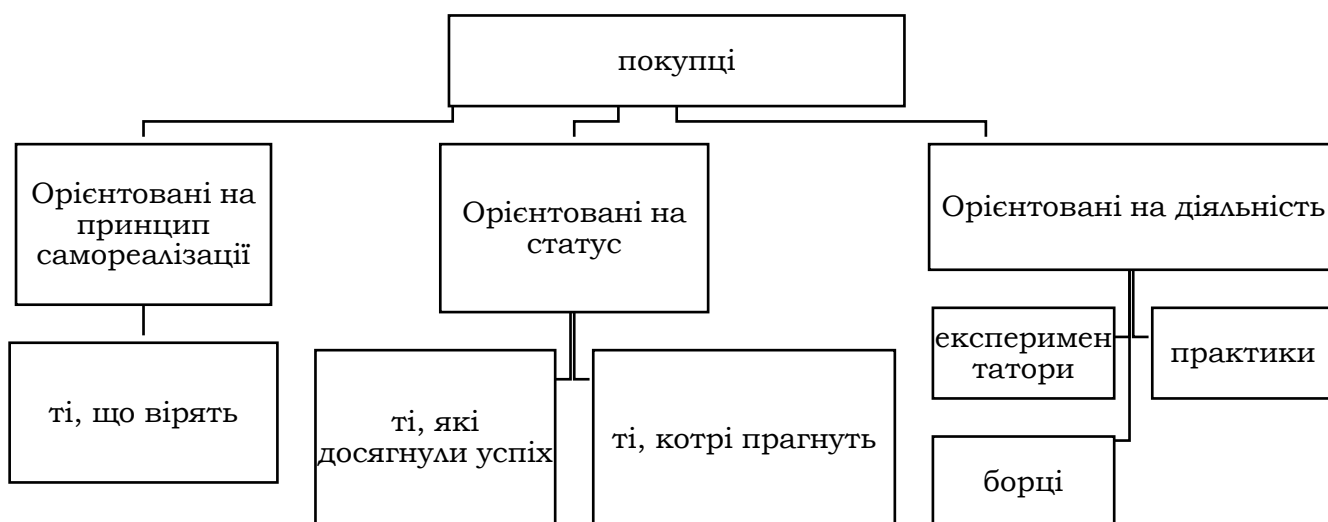 покупці
Орієнтовані на
принцип
самореалізації
Орієнтовані на
статус
Орієнтовані на діяльність
ті, що вірять
ті, які
досягнули успіх
ті, котрі прагнуть
експеримен
татори
практики
борці